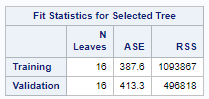 Fit Statistics for Selected Tree
N Leaves ASE RSS
Training 16 387.6 1093867
Validation 16 413.3 496818